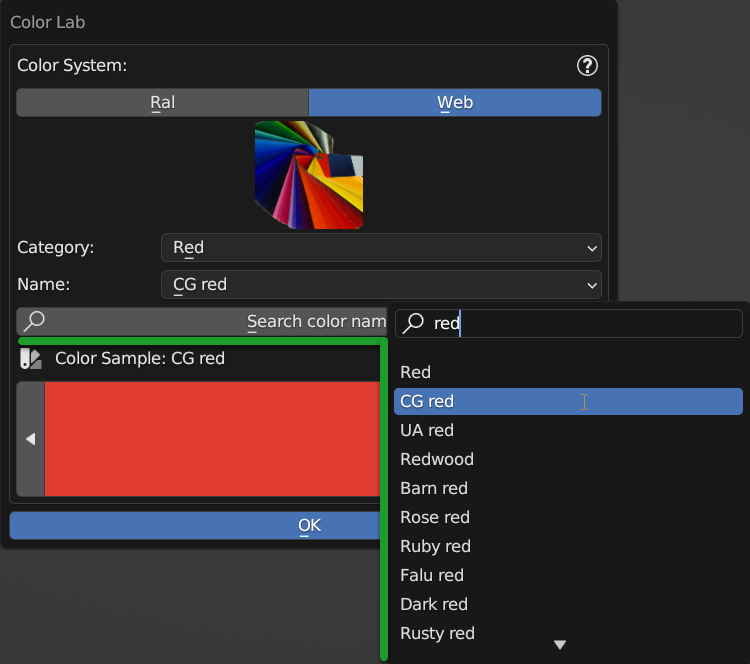 Color Lab
Color System:
?
Ral
Web
Category:
Red
Name:
CG red
Search color nam
red
Color Sample: CG red
Red
CG red
UA red
Redwood
Barn red
Rose red
Ruby red
Falu red
Dark red
Rusty red
OK